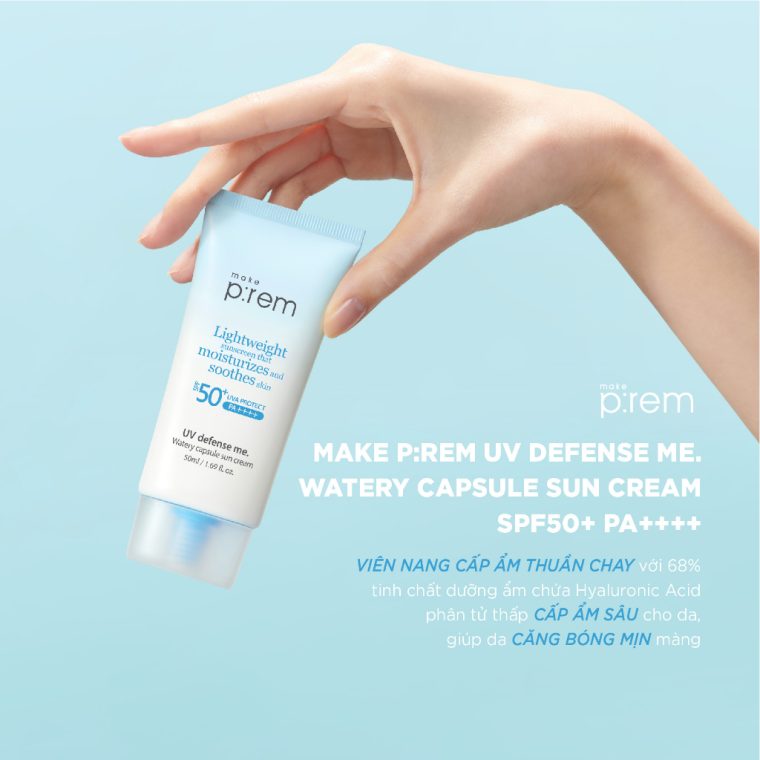 make
p:rem
Lightweight
sunscreen that
moisturizes and
soothes skin
SPF 50+ UVA PROTECT
PA++++
UV defense me.
Watery capsule sun cream
50ml / 1.69 fl. oz.
make
p:rem
MAKE P:REM UV DEFENSE ME.
WATERY CAPSULE SUN CREAM
SPF50+ PA++++
VIÊN NANG CẤP ẨM THUẦN CHAY với 68%
tinh chất dưỡng ẩm chứa Hyaluronic Acid
phân tử thấp CẤP ẨM SÂU cho da,
giúp da CĂNG BÓNG MỊN màng